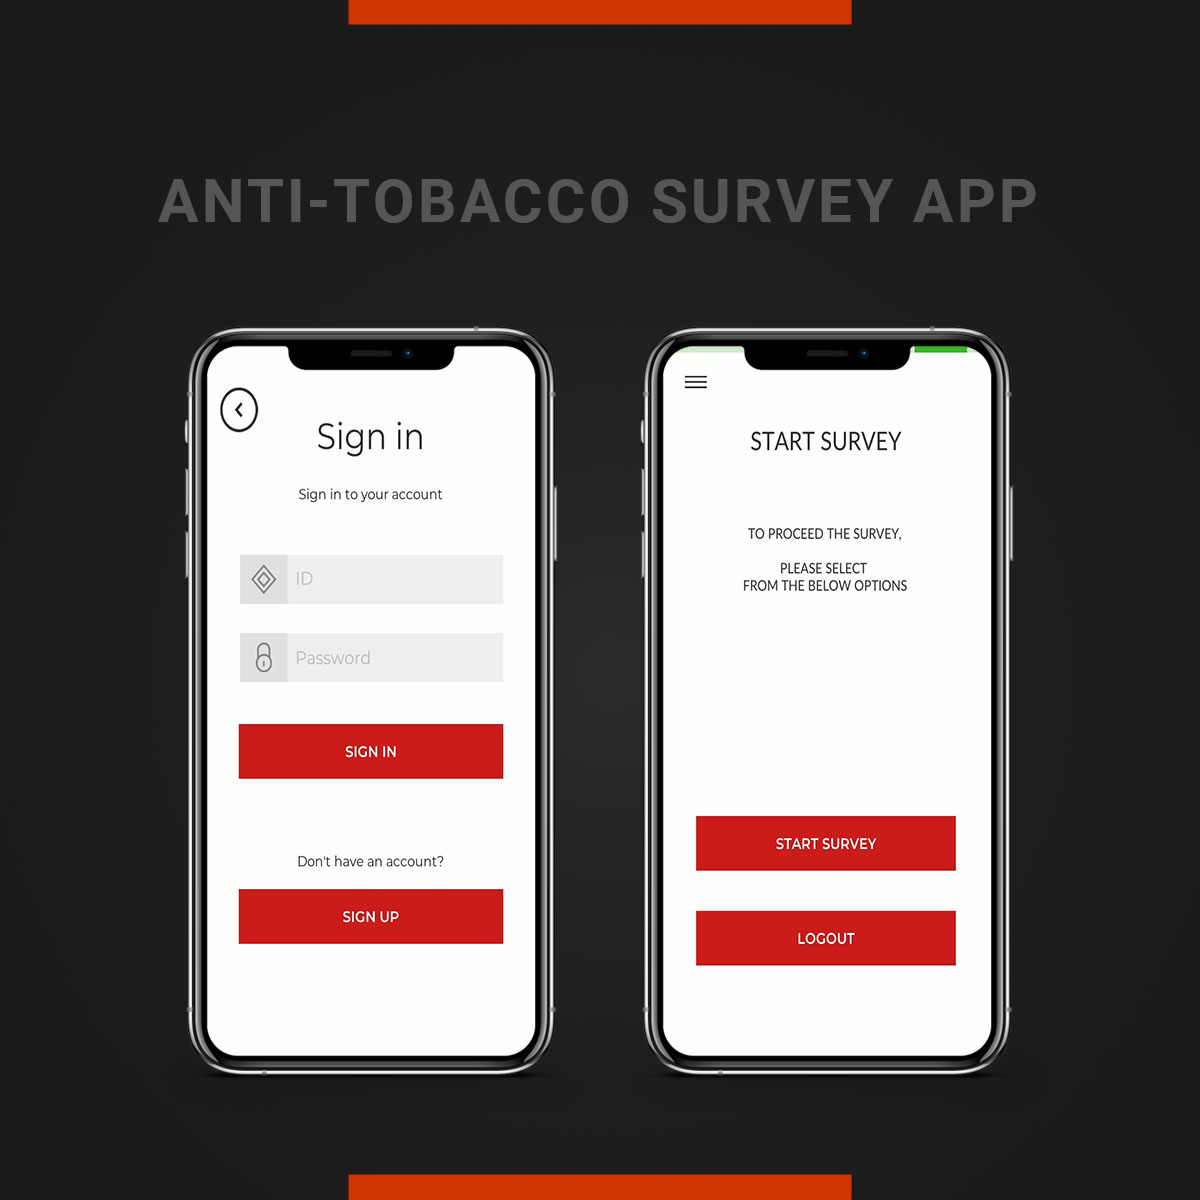 ANTI-TOBACCO SURVEY APP
Sign in
Sign in to your account
ID
Password
SIGN IN
Don't have an account?
SIGN UP
START SURVEY
TO PROCEED THE SURVEY,
PLEASE SELECT
FROM THE BELOW OPTIONS
START SURVEY
LOGOUT